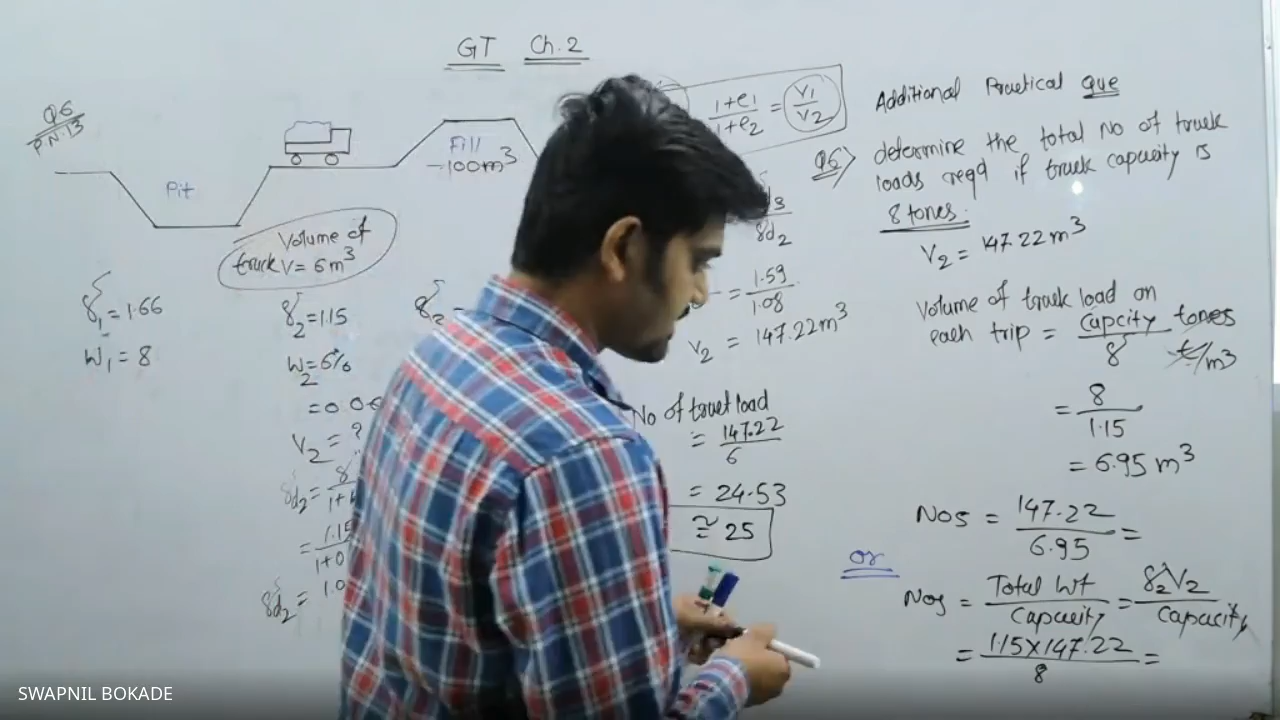 GT Ch.2
Q6
P.N.13
Pit
Fill
100m³
Volume of
truck V = 6m³
γ₁ = 1.66
W₁ = 8
γ₂ = 1.15
W₂ = 6%
V₂ = ?
γd₂ =
γd₂ =
1+e₁ / 1+e₂ = V₁ / V₂
γd₂
= 1.59 / 1.08
V₂ = 147.22m³
No of truck load
= 147.22 / 6
= 24.53
≅ 25
Additional Practical Que
Q6> determine the total No of truck
loads reqd if truck capacity is
8 tones.
V₂ = 147.22m³
Volume of truck load on
each trip = Capcity tones / γ t/m³
= 8 / 1.15
= 6.95 m³
Nos = 147.22 / 6.95 =
or
Nos = Total Wt / Capacity = γ₂V₂ / Capacity
= 1.15×147.22 / 8 =
SWAPNIL BOKADE